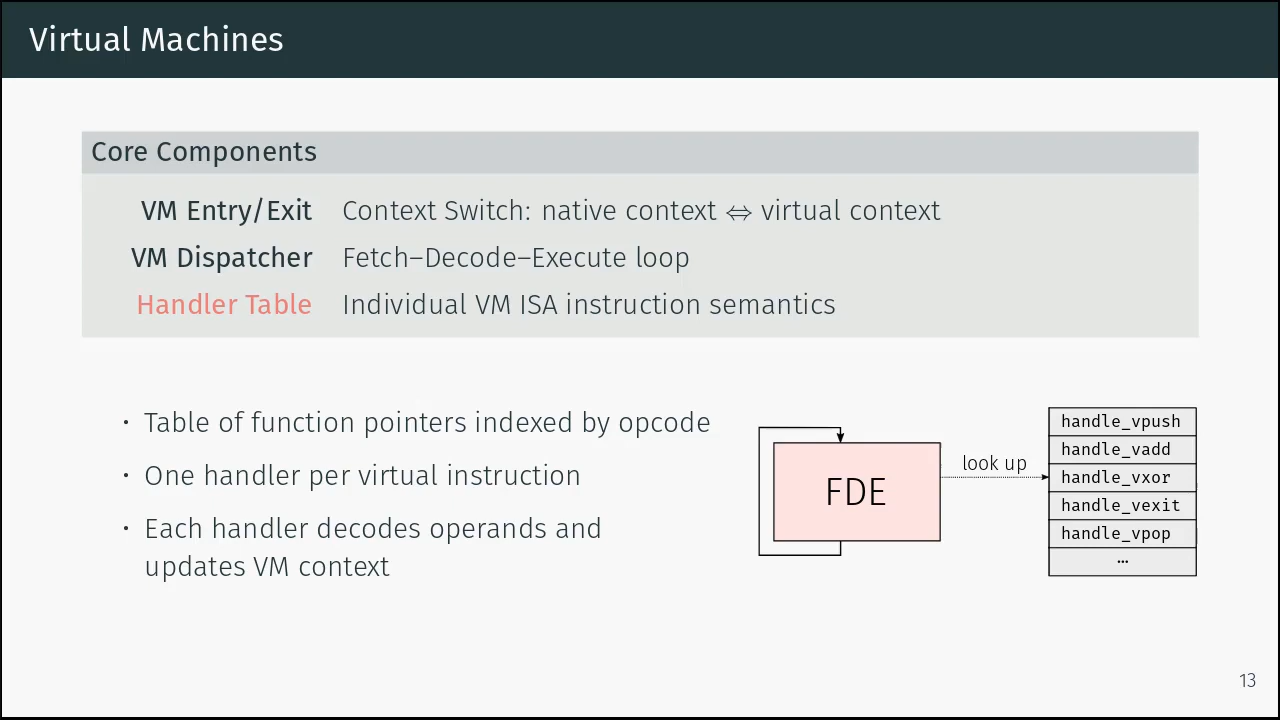 Virtual Machines
Core Components
VM Entry/Exit Context Switch: native context ⇔ virtual context
VM Dispatcher Fetch–Decode–Execute loop
Handler Table Individual VM ISA instruction semantics
· Table of function pointers indexed by opcode
· One handler per virtual instruction
· Each handler decodes operands and
updates VM context
FDE
look up
handle_vpush
handle_vadd
handle_vxor
handle_vexit
handle_vpop
…
13